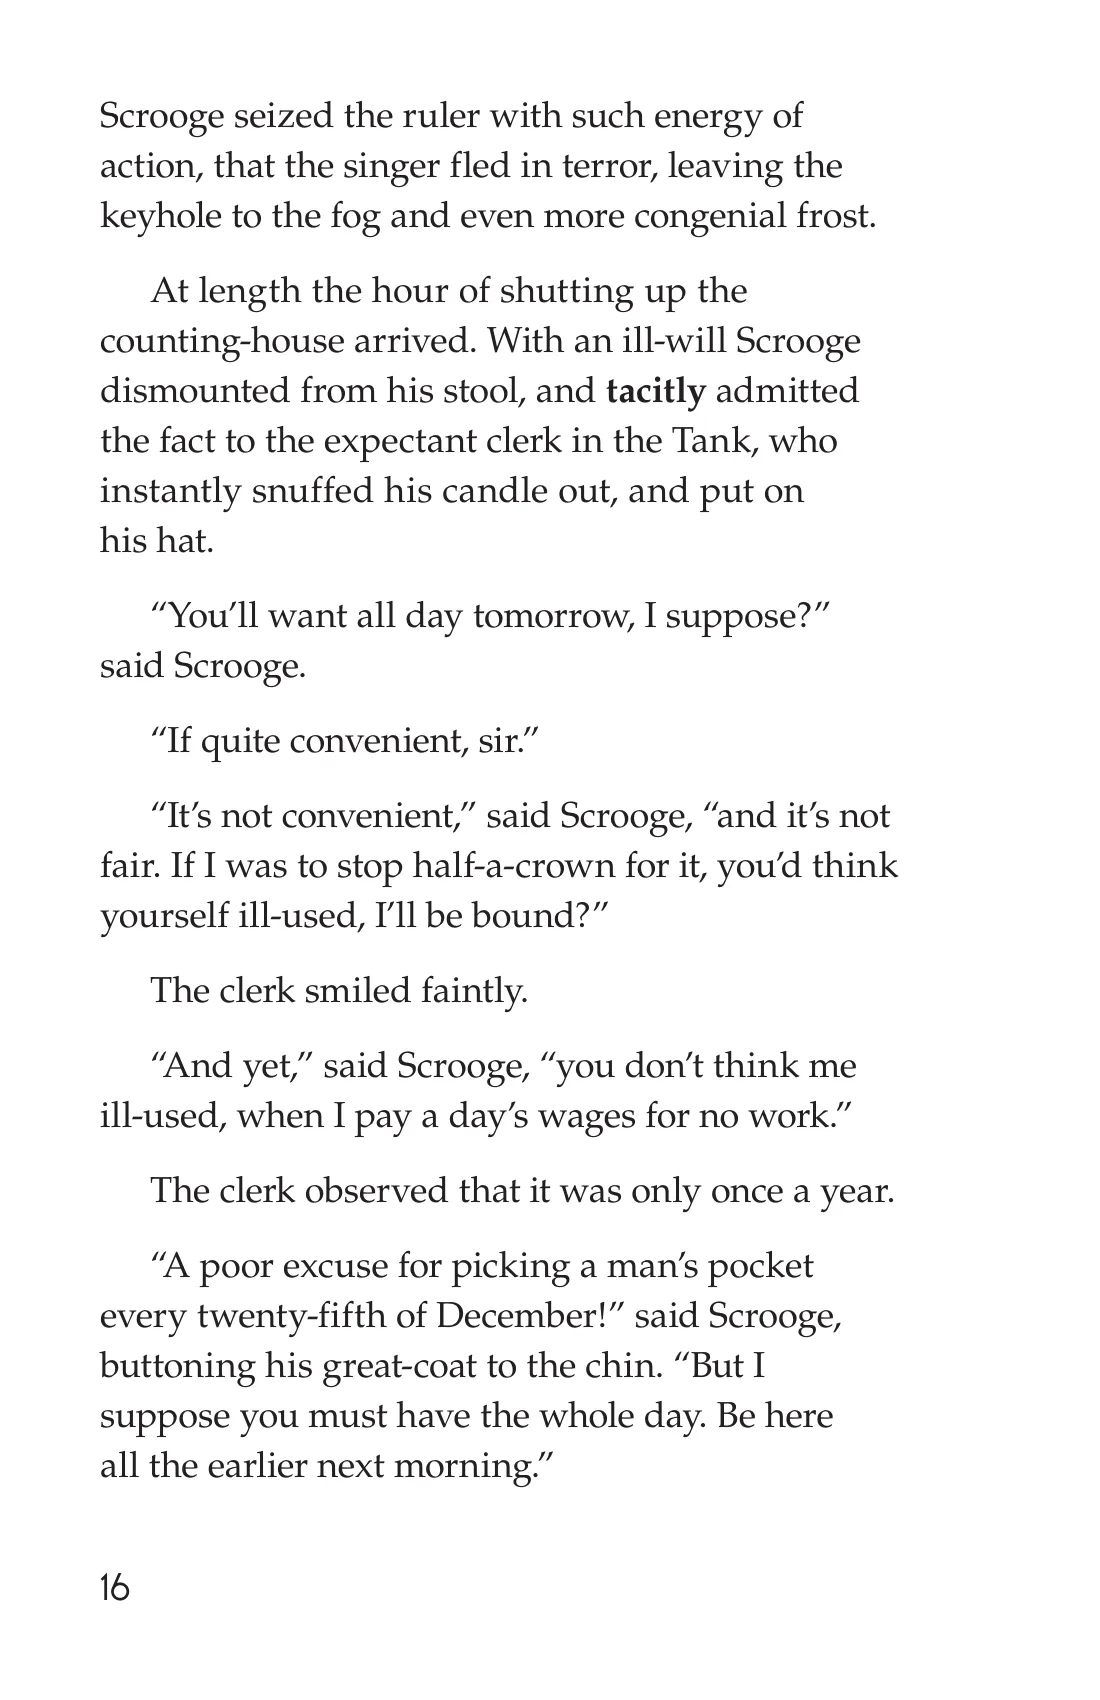 Scrooge seized the ruler with such energy of
action, that the singer fled in terror, leaving the
keyhole to the fog and even more congenial frost.
At length the hour of shutting up the
counting-house arrived. With an ill-will Scrooge
dismounted from his stool, and tacitly admitted
the fact to the expectant clerk in the Tank, who
instantly snuffed his candle out, and put on
his hat.
“You’ll want all day tomorrow, I suppose?”
said Scrooge.
“If quite convenient, sir.”
“It’s not convenient,” said Scrooge, “and it’s not
fair. If I was to stop half-a-crown for it, you’d think
yourself ill-used, I’ll be bound?”
The clerk smiled faintly.
“And yet,” said Scrooge, “you don’t think me
ill-used, when I pay a day’s wages for no work.”
The clerk observed that it was only once a year.
“A poor excuse for picking a man’s pocket
every twenty-fifth of December!” said Scrooge,
buttoning his great-coat to the chin. “But I
suppose you must have the whole day. Be here
all the earlier next morning.”
16